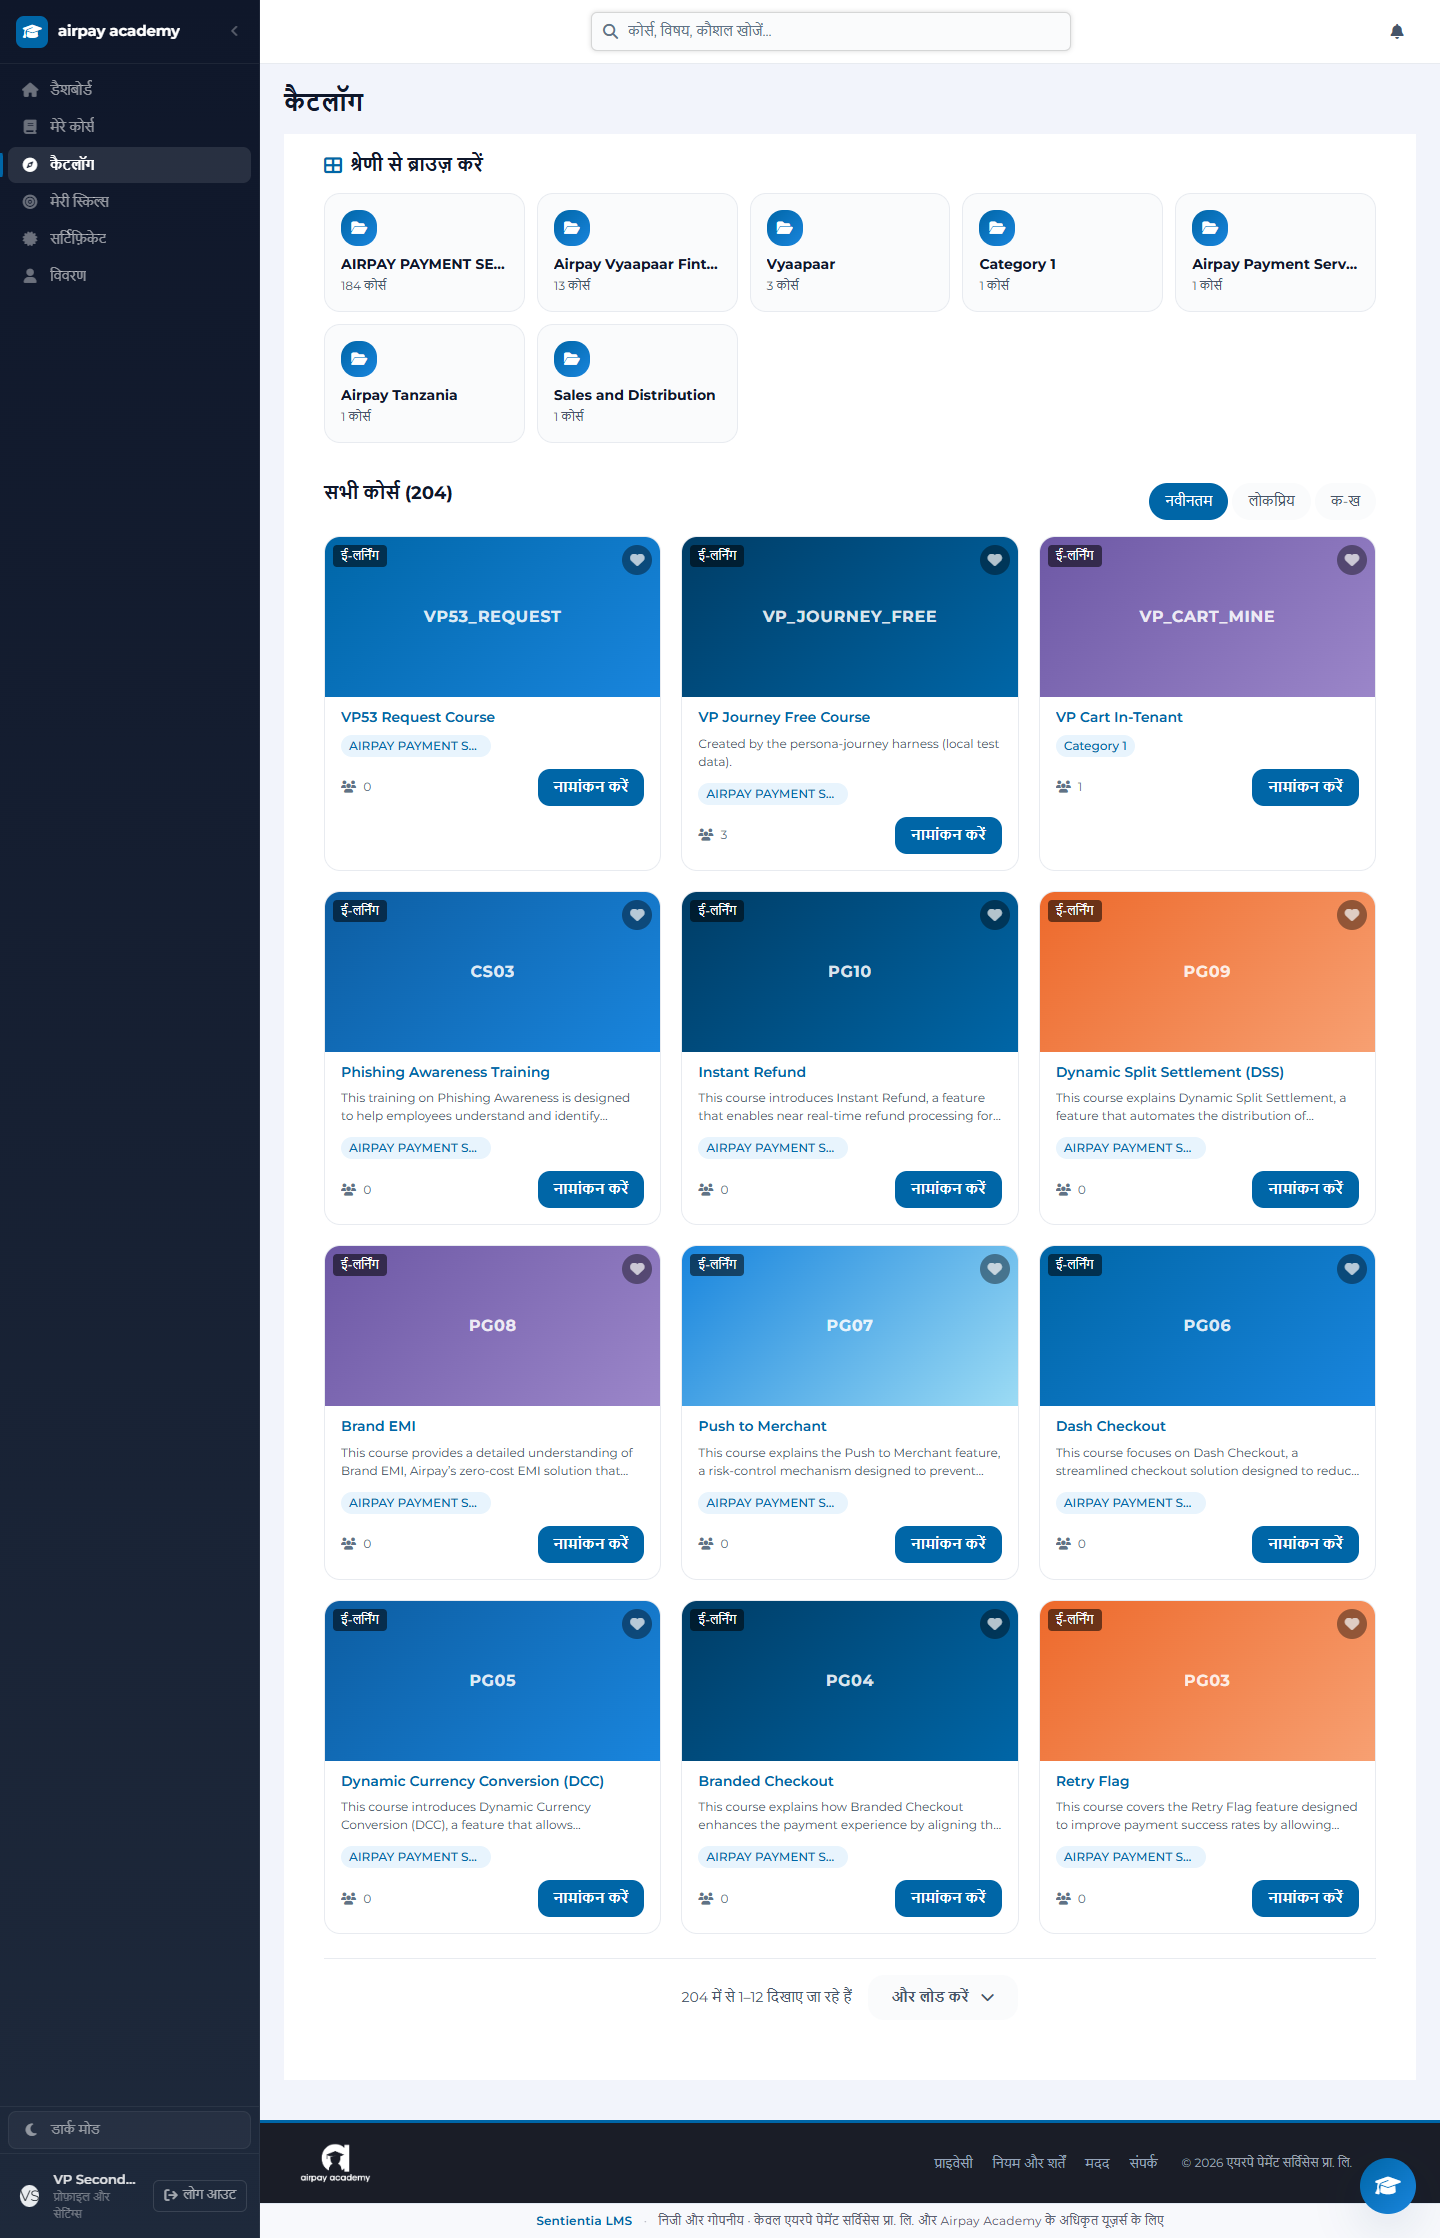 airpay academy
कोर्स, विषय, कौशल खोजें...
डैशबोर्ड
मेरे कोर्स
कैटलॉग
मेरी स्किल्स
सर्टिफ़िकेट
विवरण
कैटलॉग
श्रेणी से ब्राउज़ करें
AIRPAY PAYMENT SE...
184 कोर्स
Airpay Vyaapaar Fint...
13 कोर्स
Vyaapaar
3 कोर्स
Category 1
1 कोर्स
Airpay Payment Serv...
1 कोर्स
Airpay Tanzania
1 कोर्स
Sales and Distribution
1 कोर्स
सभी कोर्स (204)
नवीनतम
लोकप्रिय
क-ख
ई-लर्निंग
VP53_REQUEST
VP53 Request Course
AIRPAY PAYMENT S...
0
नामांकन करें
ई-लर्निंग
VP_JOURNEY_FREE
VP Journey Free Course
Created by the persona-journey harness (local test
data).
AIRPAY PAYMENT S...
3
नामांकन करें
ई-लर्निंग
VP_CART_MINE
VP Cart In-Tenant
Category 1
1
नामांकन करें
ई-लर्निंग
CS03
Phishing Awareness Training
This training on Phishing Awareness is designed
to help employees understand and identify...
AIRPAY PAYMENT S...
0
नामांकन करें
ई-लर्निंग
PG10
Instant Refund
This course introduces Instant Refund, a feature
that enables near real-time refund processing for...
AIRPAY PAYMENT S...
0
नामांकन करें
ई-लर्निंग
PG09
Dynamic Split Settlement (DSS)
This course explains Dynamic Split Settlement, a
feature that automates the distribution of...
AIRPAY PAYMENT S...
0
नामांकन करें
ई-लर्निंग
PG08
Brand EMI
This course provides a detailed understanding of
Brand EMI, Airpay’s zero-cost EMI solution that...
AIRPAY PAYMENT S...
0
नामांकन करें
ई-लर्निंग
PG07
Push to Merchant
This course explains the Push to Merchant feature,
a risk-control mechanism designed to prevent...
AIRPAY PAYMENT S...
0
नामांकन करें
ई-लर्निंग
PG06
Dash Checkout
This course focuses on Dash Checkout, a
streamlined checkout solution designed to reduc...
AIRPAY PAYMENT S...
0
नामांकन करें
ई-लर्निंग
PG05
Dynamic Currency Conversion (DCC)
This course introduces Dynamic Currency
Conversion (DCC), a feature that allows...
AIRPAY PAYMENT S...
0
नामांकन करें
ई-लर्निंग
PG04
Branded Checkout
This course explains how Branded Checkout
enhances the payment experience by aligning th...
AIRPAY PAYMENT S...
0
नामांकन करें
ई-लर्निंग
PG03
Retry Flag
This course covers the Retry Flag feature designed
to improve payment success rates by allowing...
AIRPAY PAYMENT S...
0
नामांकन करें
204 में से 1–12 दिखाए जा रहे हैं
और लोड करें
डार्क मोड
VS
VP Second...
प्रोफ़ाइल और
सेटिंग्स
लोग आउट
airpay academy
प्राइवेसी
नियम और शर्तें
मदद
संपर्क
© 2026 एयरपे पेमेंट सर्विसेस प्रा. लि.
Sentientia LMS · निजी और गोपनीय · केवल एयरपे पेमेंट सर्विसेस प्रा. लि. और Airpay Academy के अधिकृत यूज़र्स के लिए